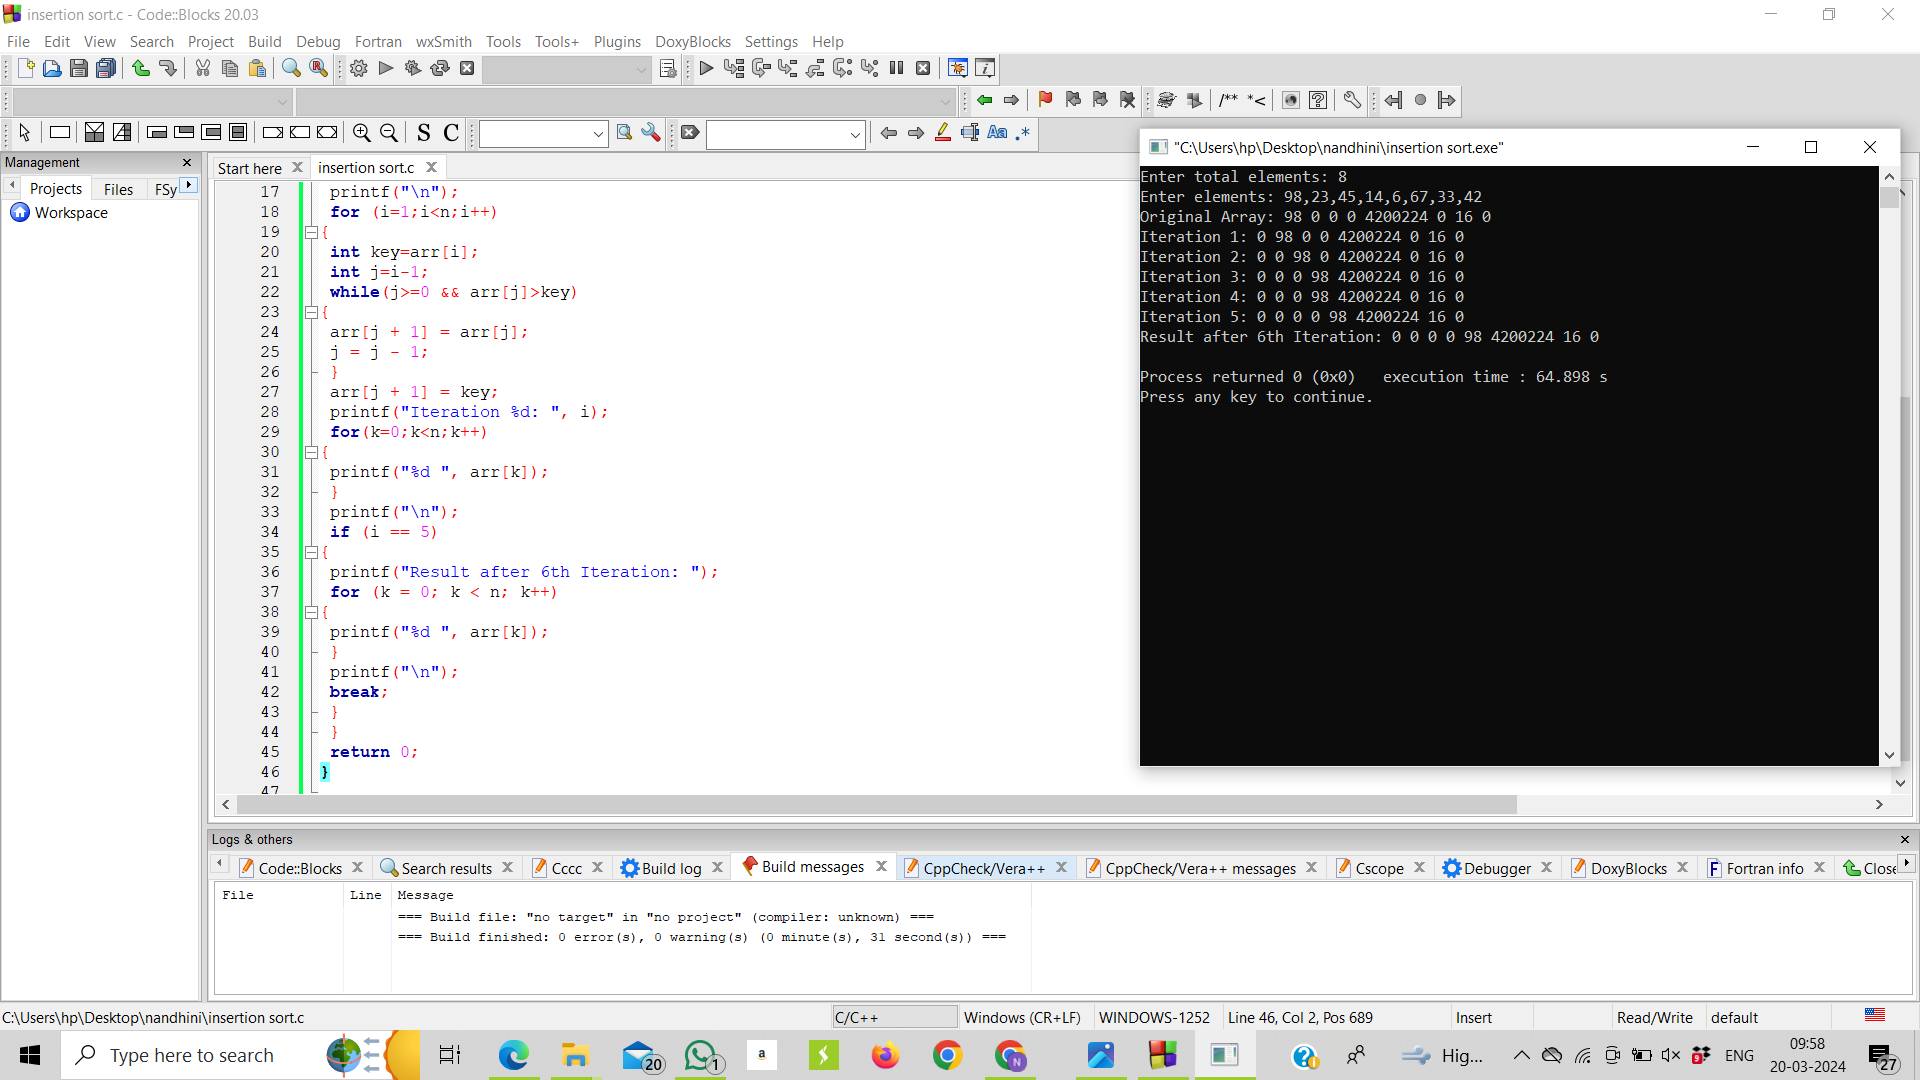 insertion sort.c - Code::Blocks 20.03
File Edit View Search Project Build Debug Fortran wxSmith Tools Tools+ Plugins DoxyBlocks Settings Help
/** *<
S C
Aa .*
Management
Projects Files FSy
Workspace
Start here insertion sort.c
17 printf("\n");
18 for (i=1;i<n;i++)
19 {
20 int key=arr[i];
21 int j=i-1;
22 while(j>=0 && arr[j]>key)
23 {
24 arr[j + 1] = arr[j];
25 j = j - 1;
26 }
27 arr[j + 1] = key;
28 printf("Iteration %d: ", i);
29 for(k=0;k<n;k++)
30 {
31 printf("%d ", arr[k]);
32 }
33 printf("\n");
34 if (i == 5)
35 {
36 printf("Result after 6th Iteration: ");
37 for (k = 0; k < n; k++)
38 {
39 printf("%d ", arr[k]);
40 }
41 printf("\n");
42 break;
43 }
44 }
45 return 0;
46 }
47
"C:\Users\hp\Desktop\nandhini\insertion sort.exe"
Enter total elements: 8
Enter elements: 98,23,45,14,6,67,33,42
Original Array: 98 0 0 0 4200224 0 16 0
Iteration 1: 0 98 0 0 4200224 0 16 0
Iteration 2: 0 0 98 0 4200224 0 16 0
Iteration 3: 0 0 0 98 4200224 0 16 0
Iteration 4: 0 0 0 98 4200224 0 16 0
Iteration 5: 0 0 0 0 98 4200224 16 0
Result after 6th Iteration: 0 0 0 0 98 4200224 16 0
Process returned 0 (0x0)   execution time : 64.898 s
Press any key to continue.
Logs & others
Code::Blocks Search results Cccc Build log Build messages CppCheck/Vera++ CppCheck/Vera++ messages Cscope Debugger DoxyBlocks Fortran info Close
File Line Message
=== Build file: "no target" in "no project" (compiler: unknown) ===
=== Build finished: 0 error(s), 0 warning(s) (0 minute(s), 31 second(s)) ===
C:\Users\hp\Desktop\nandhini\insertion sort.c C/C++ Windows (CR+LF) WINDOWS-1252 Line 46, Col 2, Pos 689 Insert Read/Write default
Type here to search 20 1 a N Hig... 9 ENG 09:58
20-03-2024 27